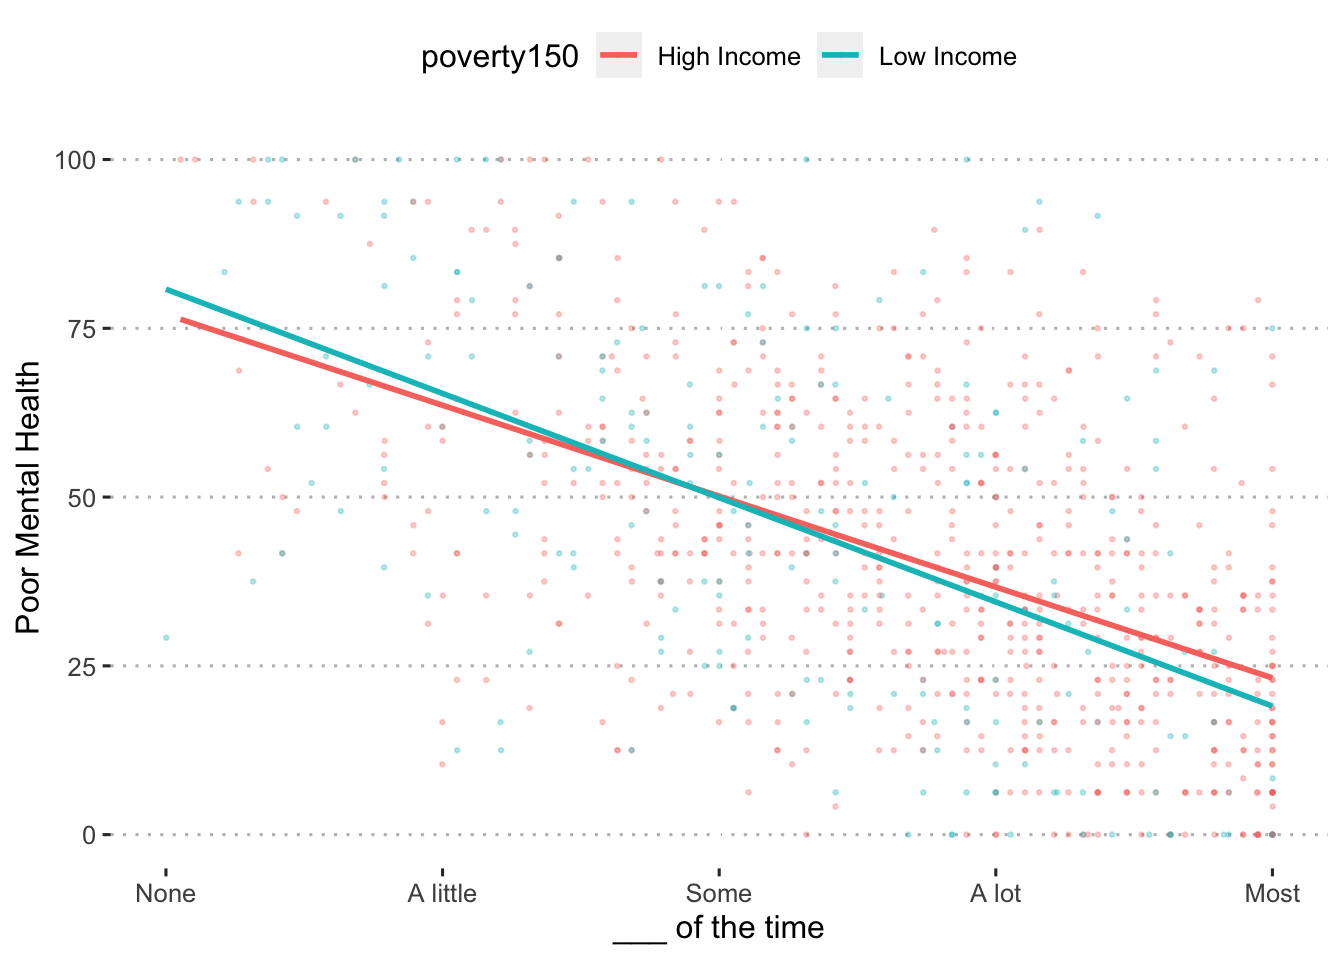 poverty150 High Income Low Income
100
75
50
25
0
Poor Mental Health
None A little Some A lot Most
___ of the time